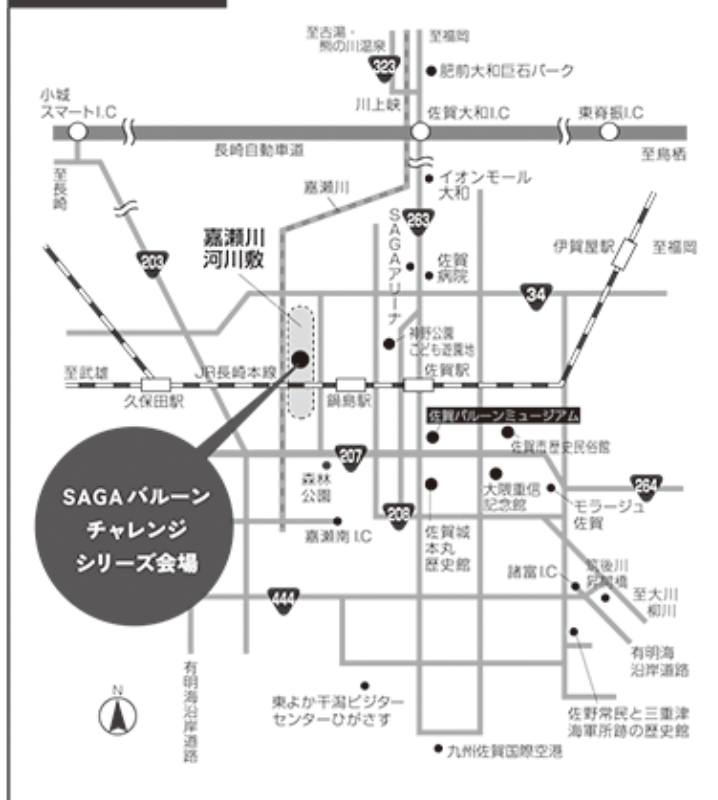 至古湯・
熊の川温泉
至福岡
323
肥前大和巨石パーク
川上峡
小城
スマートI.C
佐賀大和I.C
東脊振I.C
長崎自動車道
至鳥栖
至長崎
嘉瀬川
イオンモール
大和
203
嘉瀬川
河川敷
SAGAアリーナ
263
佐賀
病院
伊賀屋駅
至福岡
34
神野公園
こども遊園地
至武雄
JR長崎本線
佐賀駅
久保田駅
鍋島駅
佐賀バルーンミュージアム
佐賀市歴史民俗館
207
森林
公園
大隈重信
記念館
264
モラージュ
佐賀
SAGAバルーン
チャレンジ
シリーズ会場
208
嘉瀬南I.C
佐賀城
本丸
歴史館
諸富I.C
筑後川
昇開橋
至大川
柳川
444
有明海
沿岸道路
有明海沿岸道路
N
東よか干潟ビジター
センターひがさす
佐野常民と三重津
海軍所跡の歴史館
九州佐賀国際空港